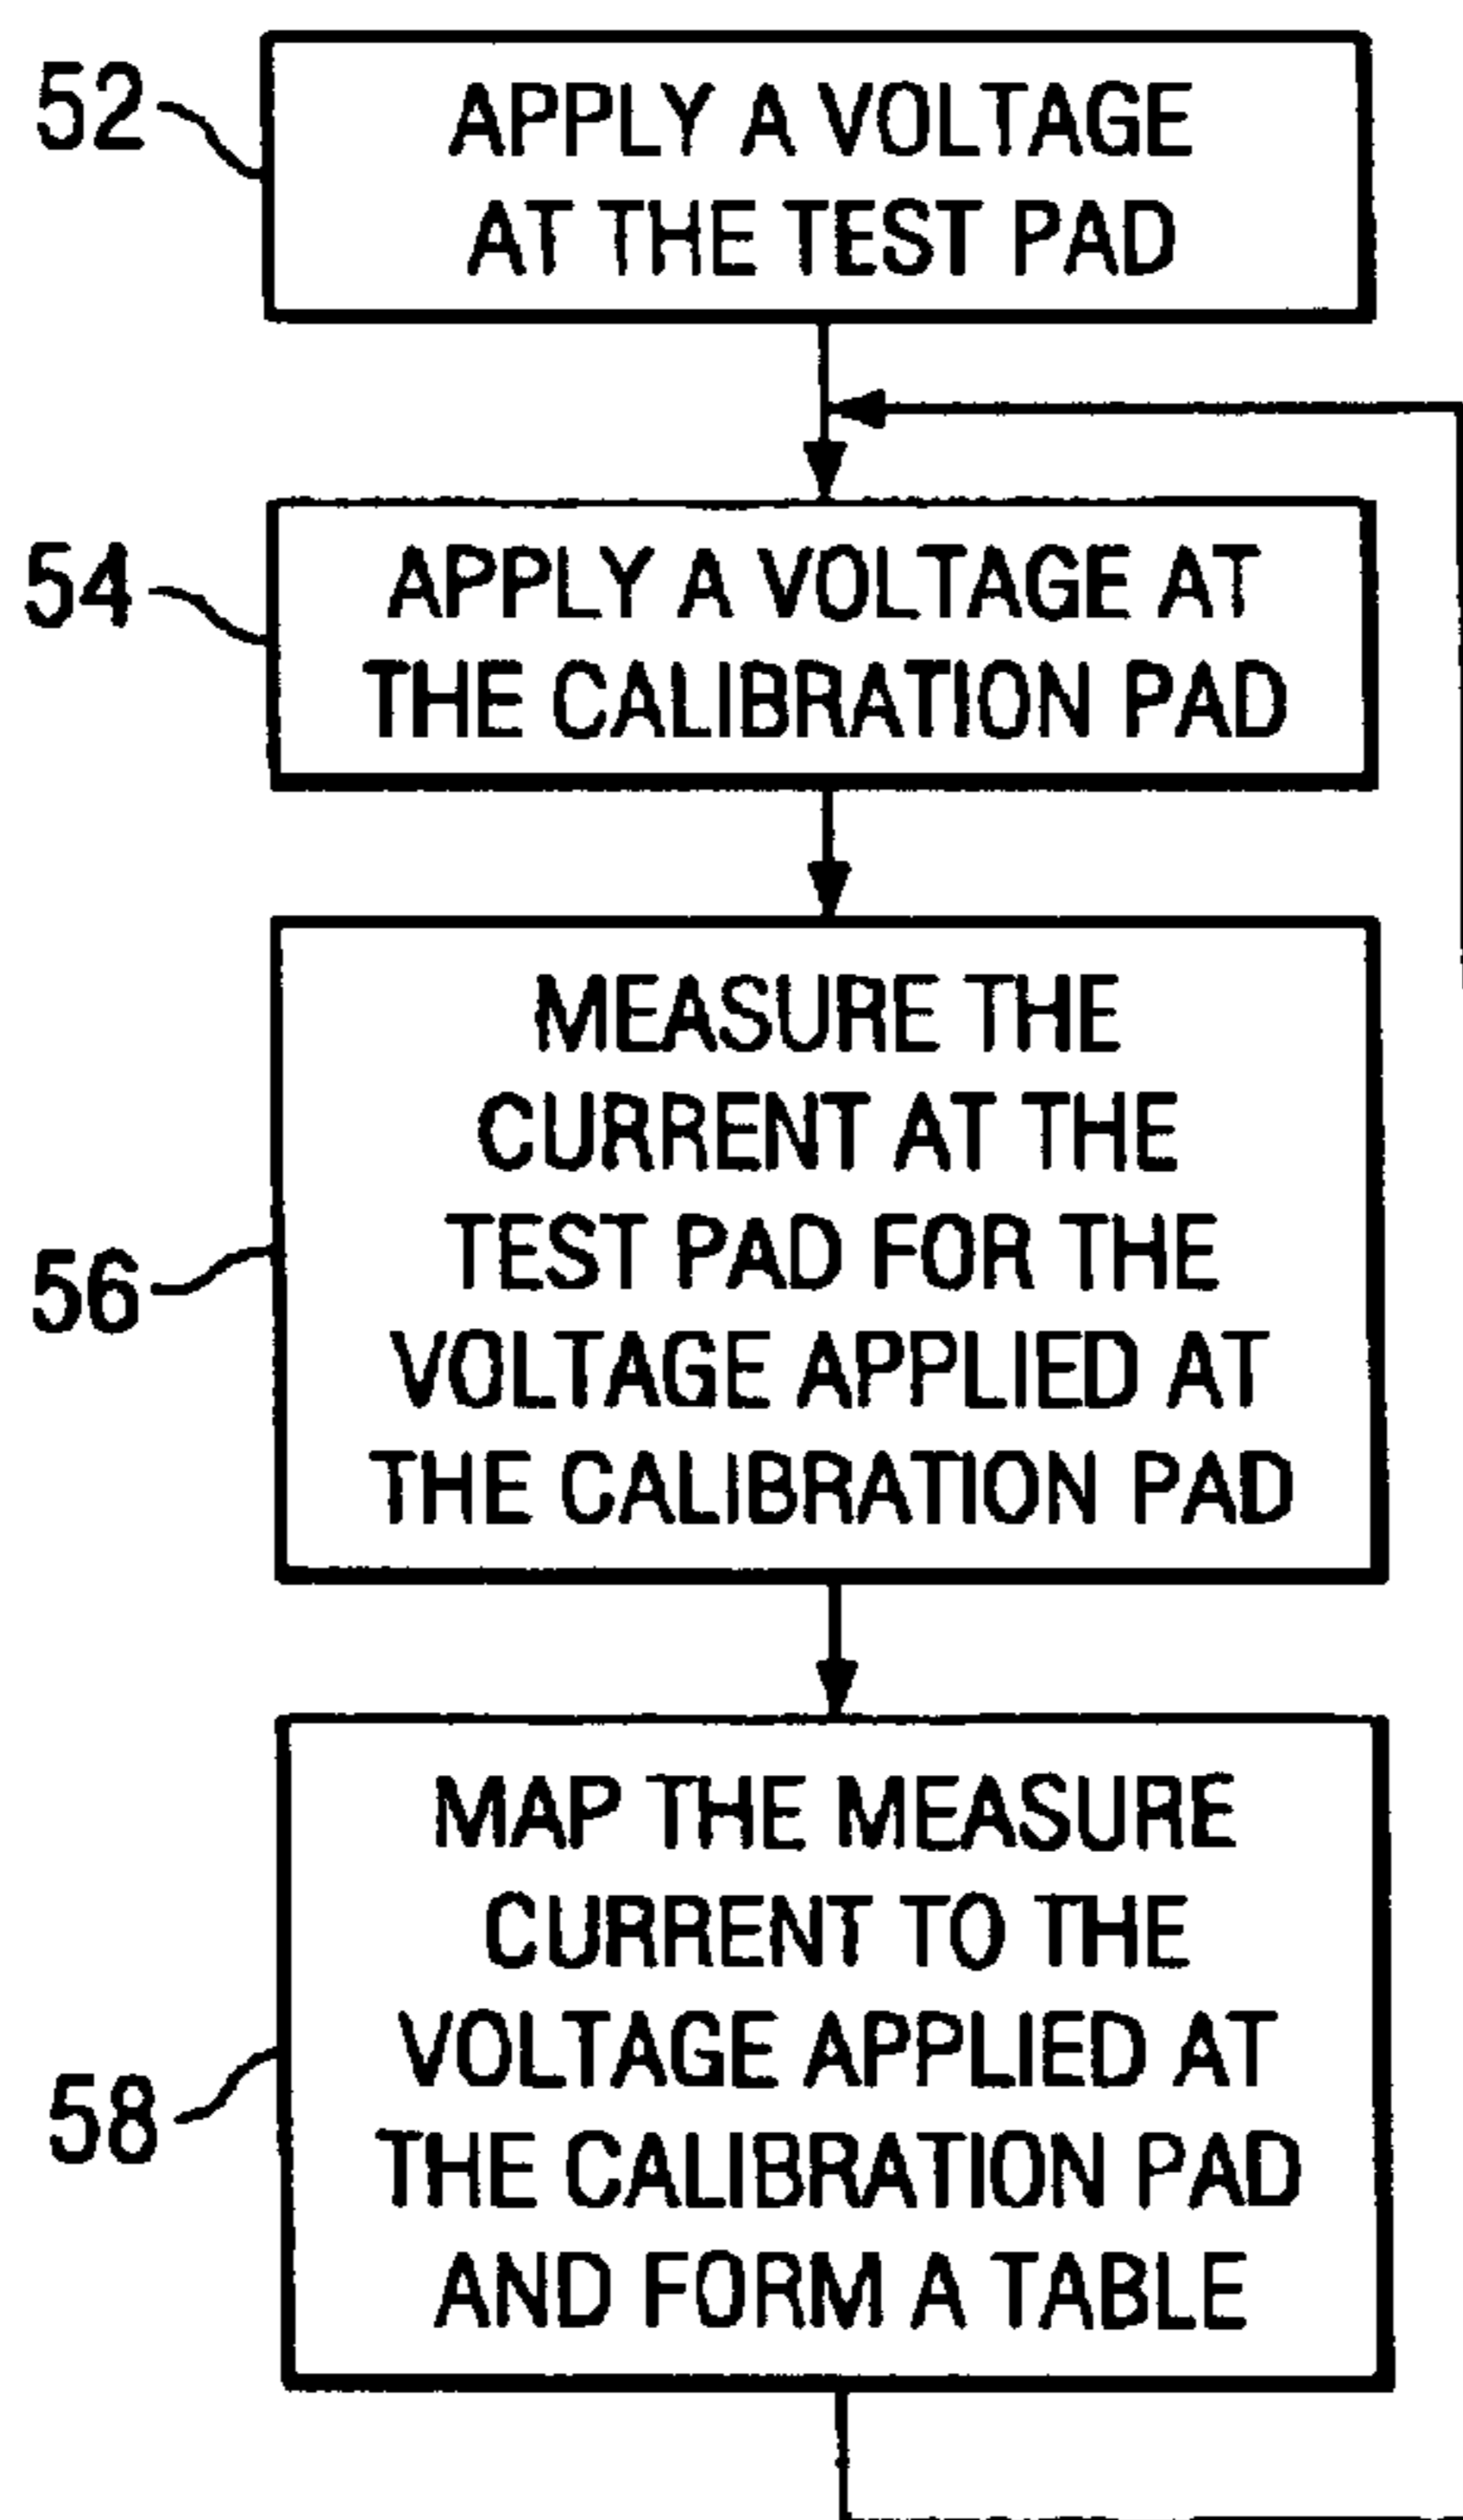 52
APPLY A VOLTAGE
AT THE TEST PAD
54
APPLY A VOLTAGE AT
THE CALIBRATION PAD
56
MEASURE THE
CURRENT AT THE
TEST PAD FOR THE
VOLTAGE APPLIED AT
THE CALIBRATION PAD
58
MAP THE MEASURE
CURRENT TO THE
VOLTAGE APPLIED AT
THE CALIBRATION PAD
AND FORM A TABLE